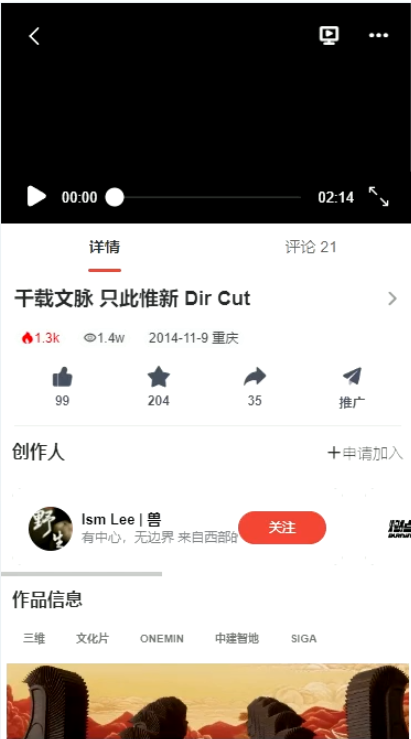 00:00
02:14
详情
评论 21
干载文脉 只此惟新 Dir Cut
1.3k
1.4w
2014-11-9 重庆
99
204
35
推广
创作人
+申请加入
野生
Ism Lee | 兽
有中心，无边界 来自西部的
关注
作品信息
三维
文化片
ONEMIN
中建智地
SIGA